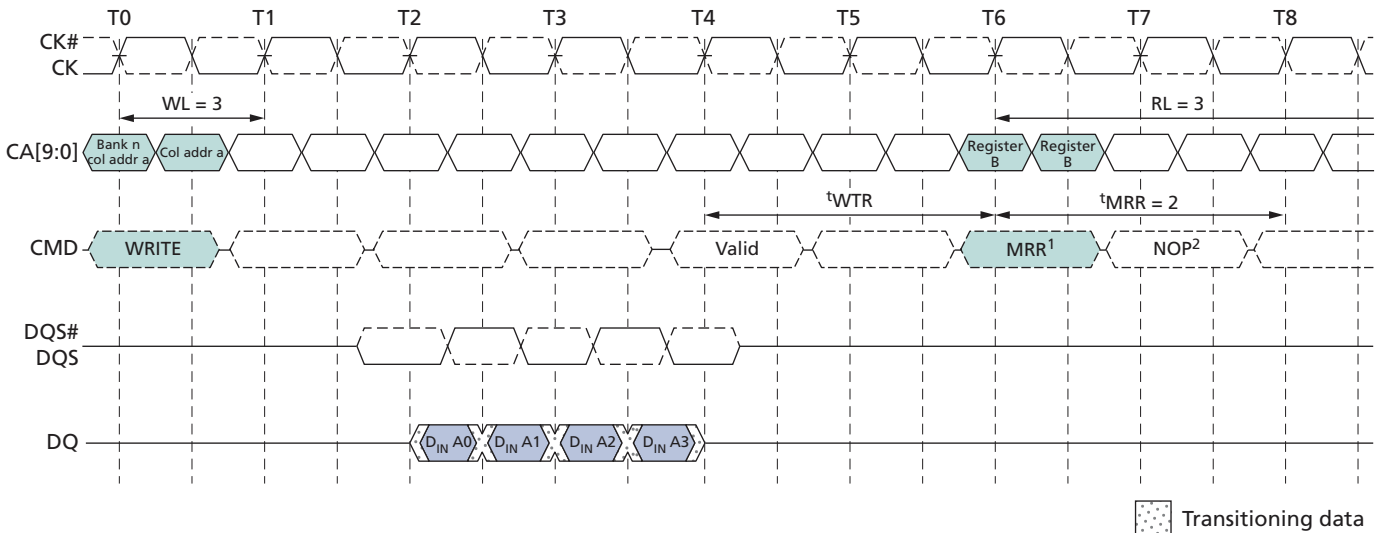 T0 T1 T2 T3 T4 T5 T6 T7 T8
CK#
CK
WL = 3 RL = 3
CA[9:0] Bank n col addr a Col addr a Register B Register B
tWTR tMRR = 2
CMD WRITE Valid MRR1 NOP2
DQS#
DQS
DQ DIN A0 DIN A1 DIN A2 DIN A3
Transitioning data